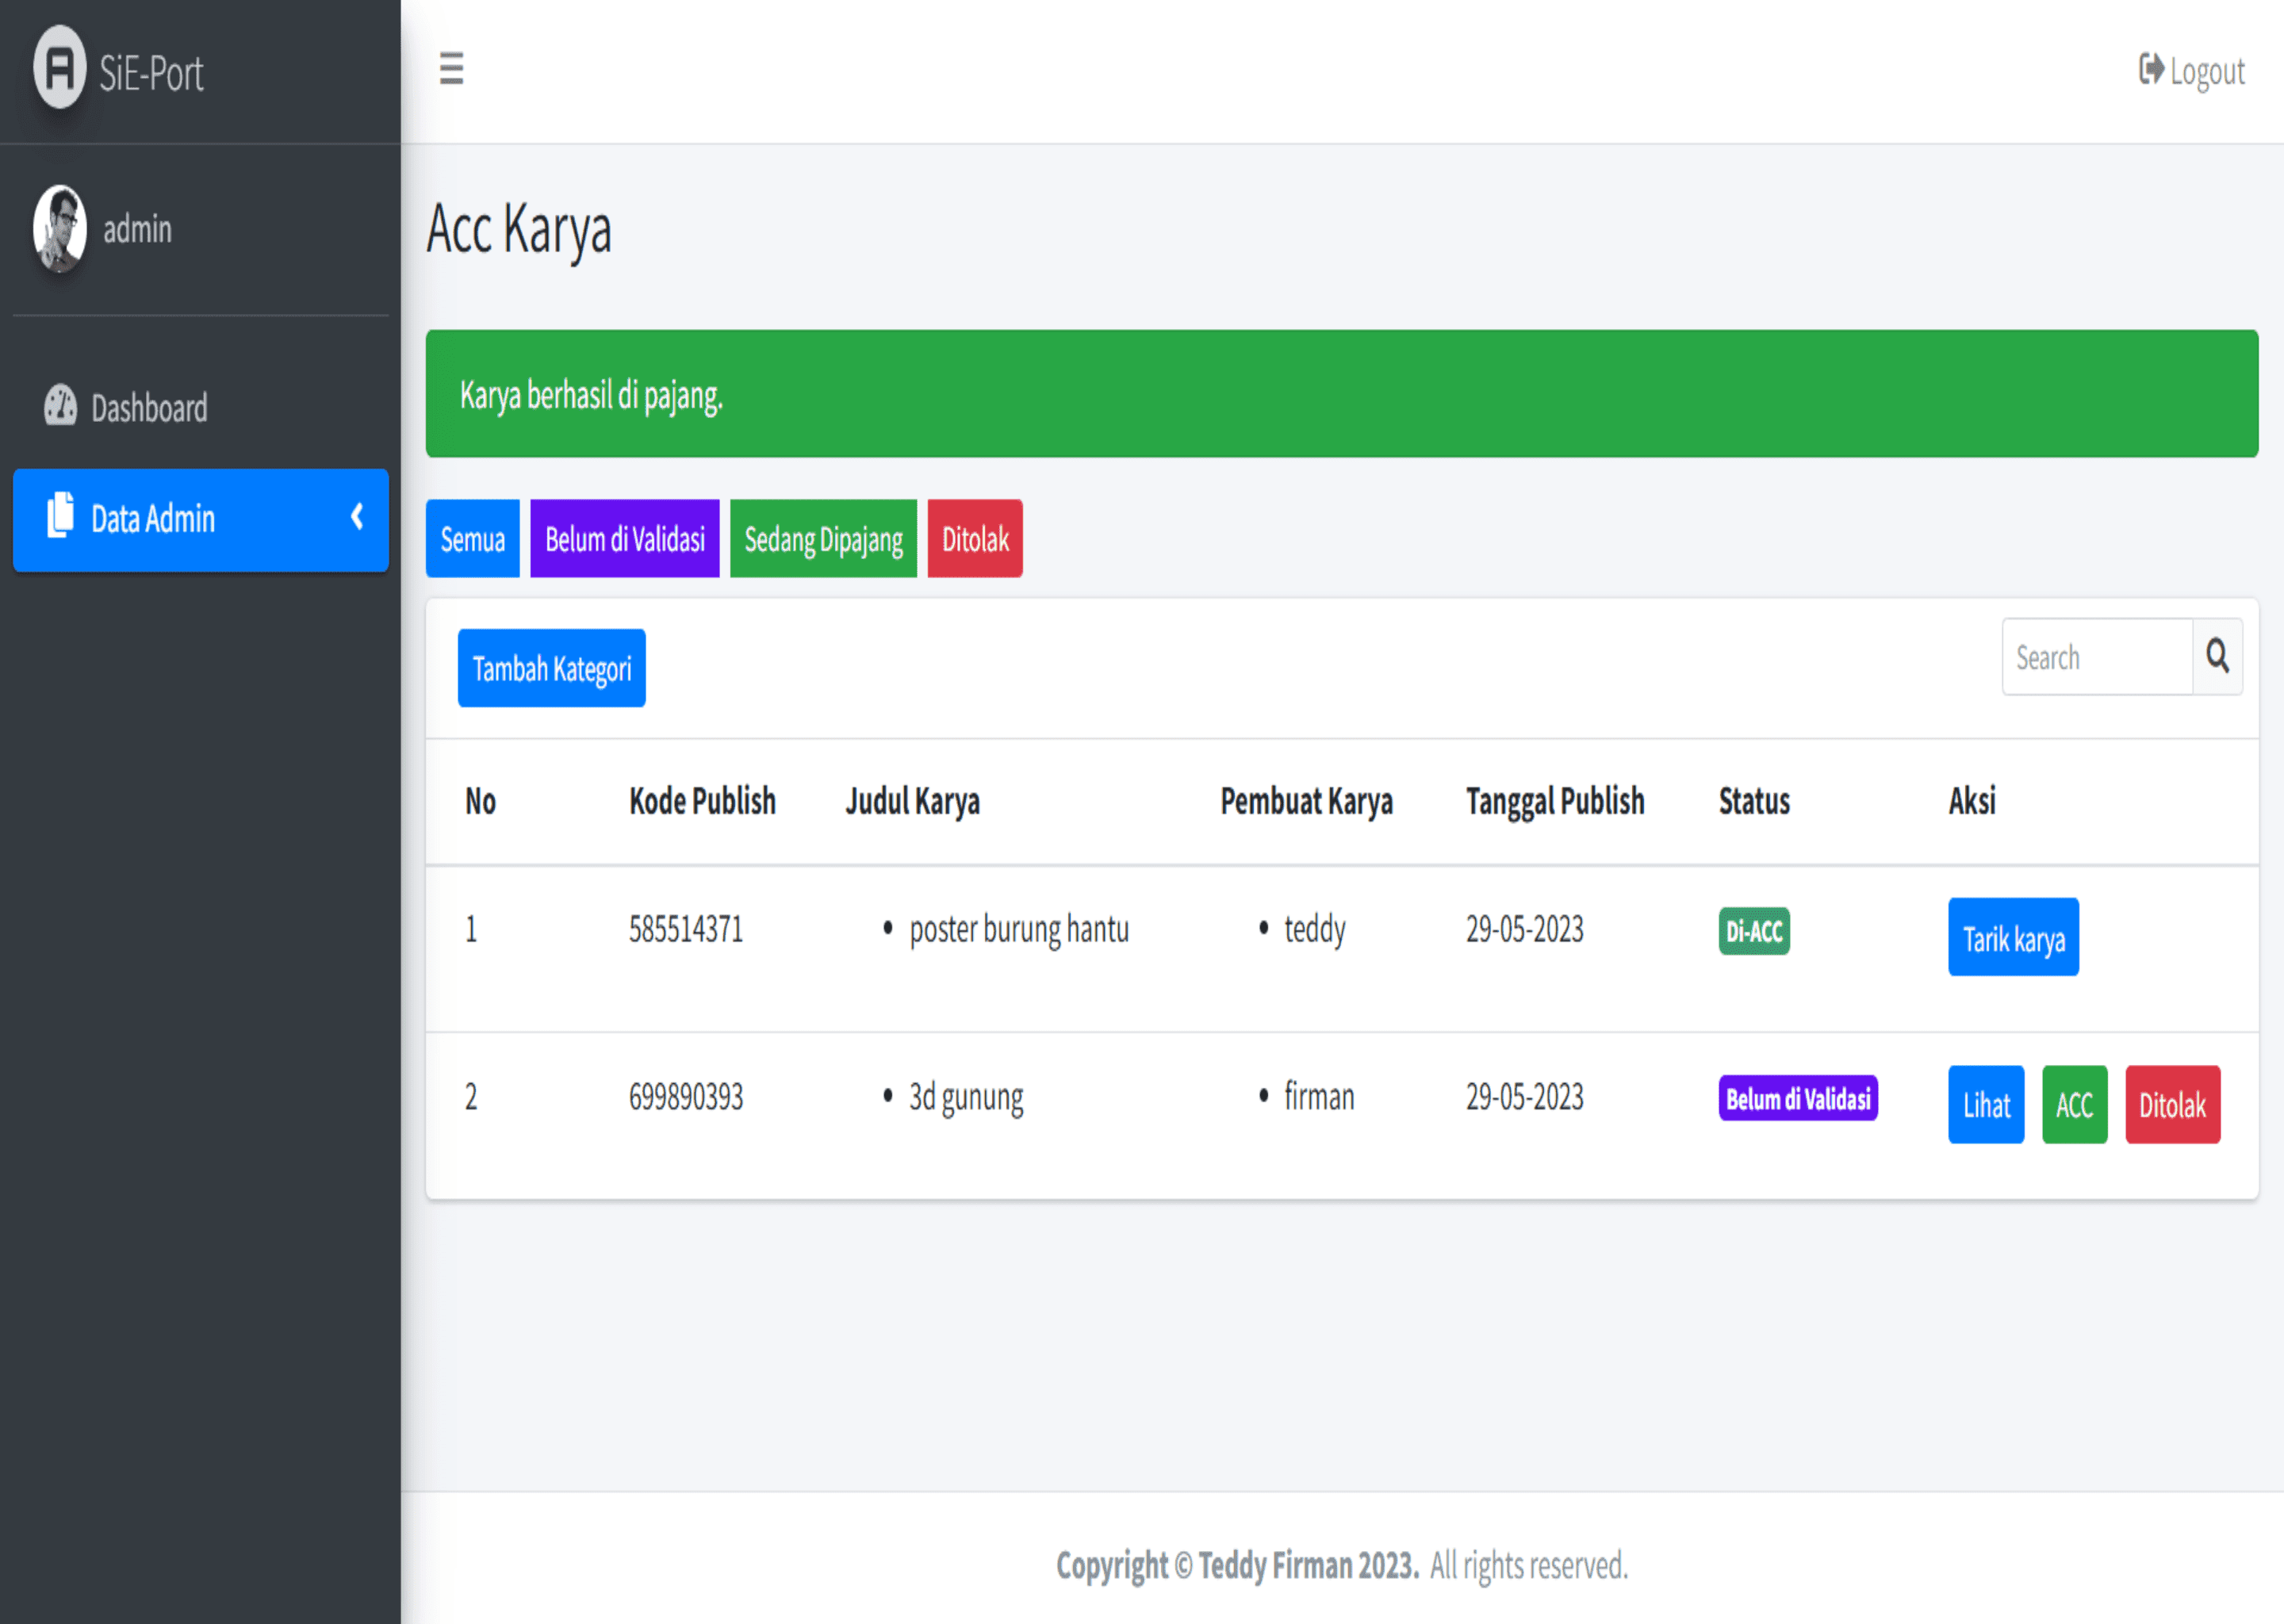 SiE-Port
Logout
admin
Acc Karya
Karya berhasil di pajang.
Dashboard
Data Admin
Semua Belum di Validasi Sedang Dipajang Ditolak
Tambah Kategori Search
No Kode Publish Judul Karya Pembuat Karya Tanggal Publish Status Aksi
1 585514371 • poster burung hantu • teddy 29-05-2023 Di-ACC Tarik karya
2 699890393 • 3d gunung • firman 29-05-2023 Belum di Validasi Lihat ACC Ditolak
Copyright © Teddy Firman 2023. All rights reserved.